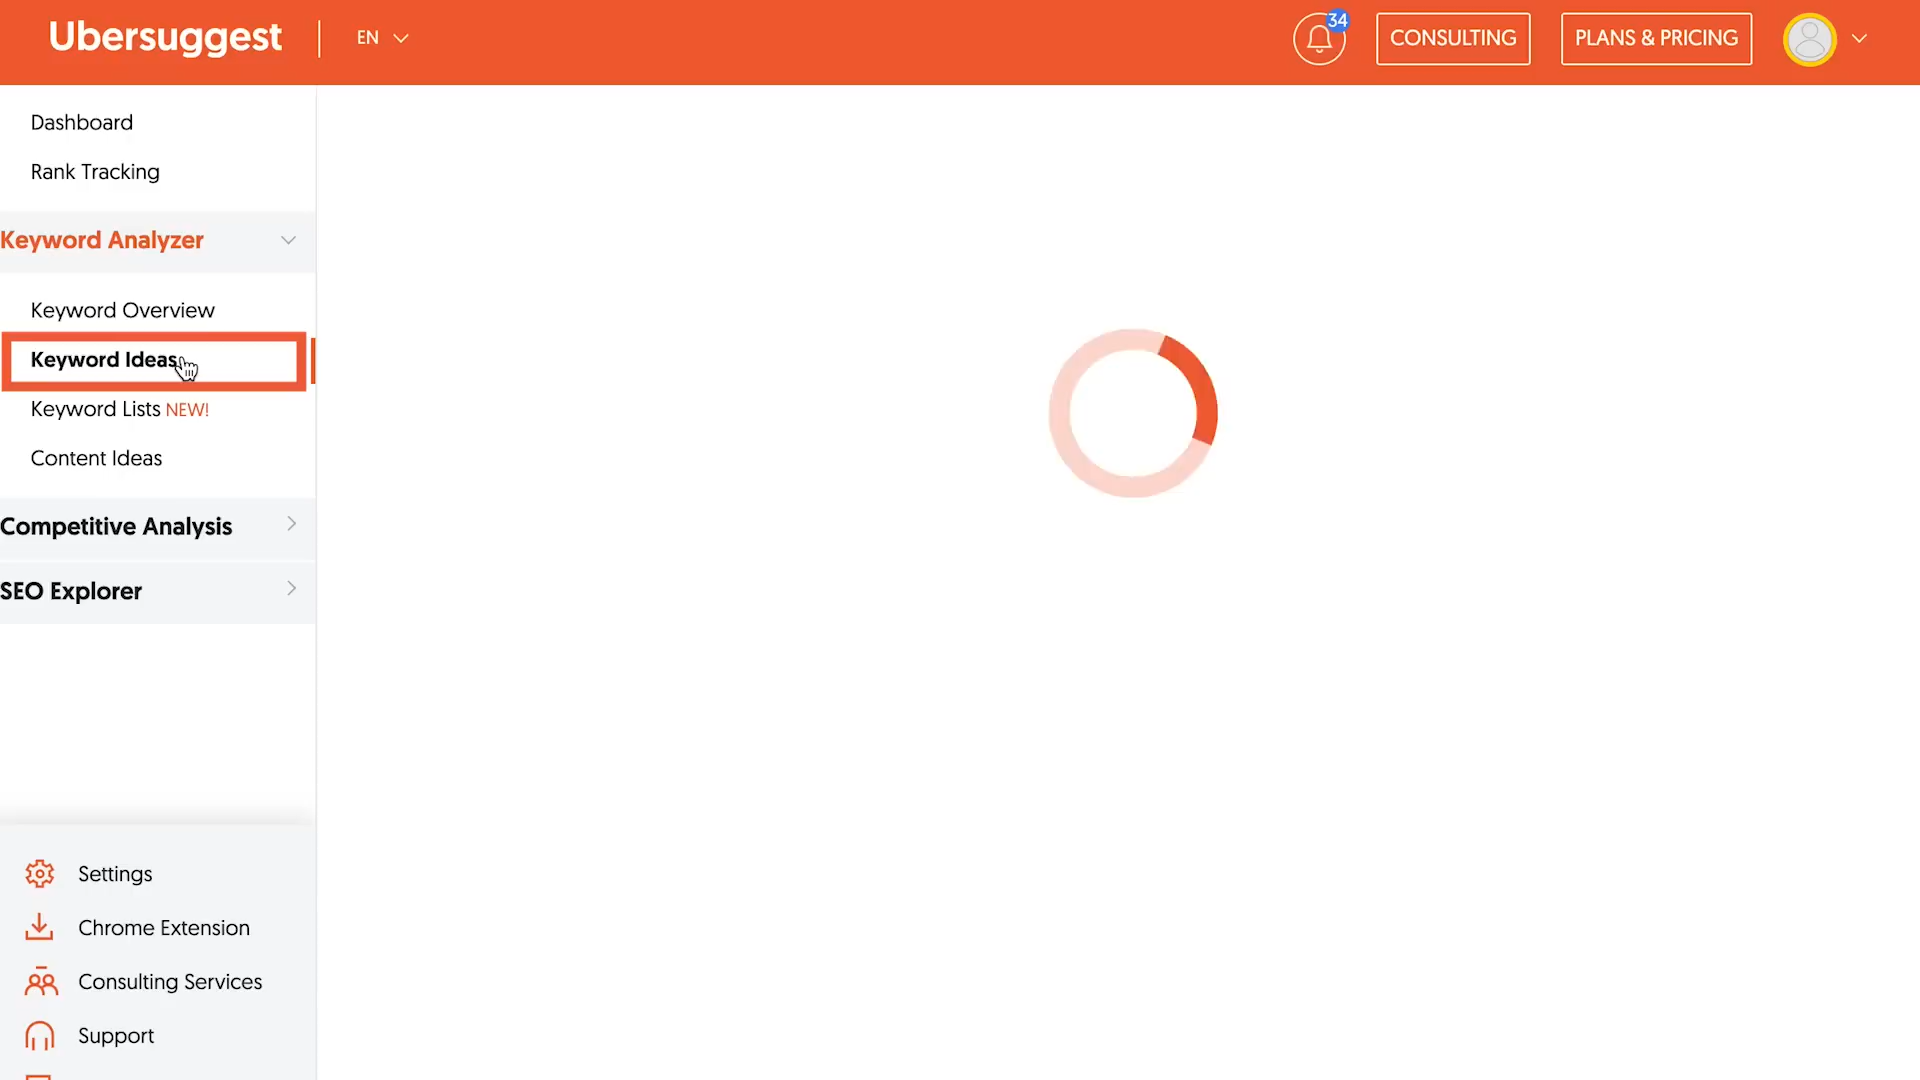 Ubersuggest
EN
34
CONSULTING
PLANS & PRICING
Dashboard
Rank Tracking
Keyword Analyzer
Keyword Overview
Keyword Ideas
Keyword Lists NEW!
Content Ideas
Competitive Analysis
SEO Explorer
Settings
Chrome Extension
Consulting Services
Support